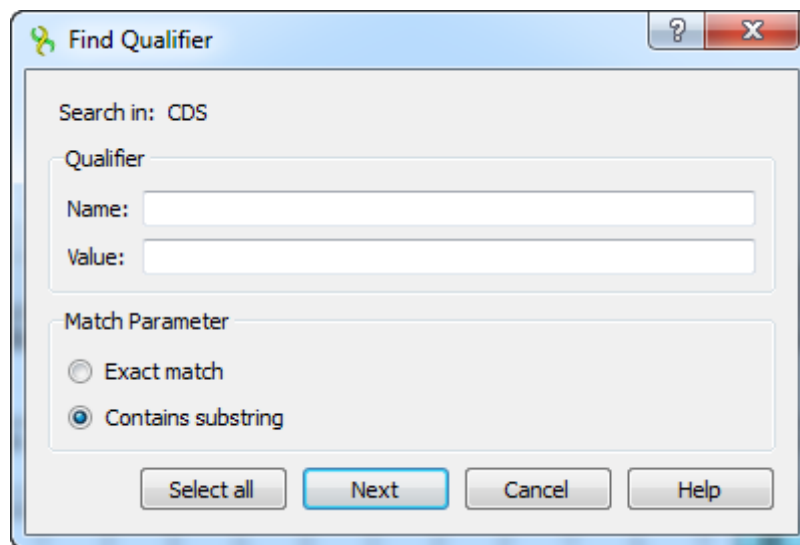 Find Qualifier
Search in: CDS
Qualifier
Name:
Value:
Match Parameter
Exact match
Contains substring
Select all Next Cancel Help